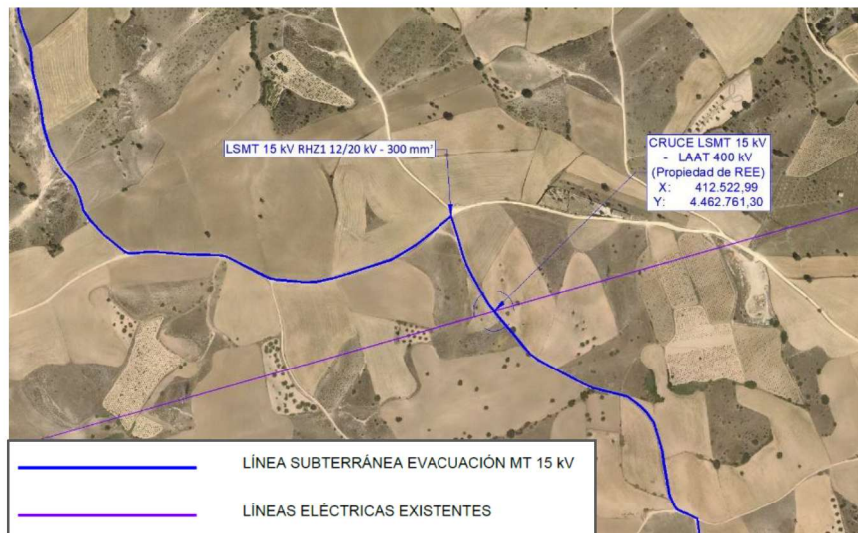 LSMT 15 kV RHZ1 12/20 kV - 300 mm²
CRUCE LSMT 15 kV
- LAAT 400 kV
(Propiedad de REE)
X: 412.522,99
Y: 4.462.761,30
LÍNEA SUBTERRÁNEA EVACUACIÓN MT 15 kV
LÍNEAS ELÉCTRICAS EXISTENTES